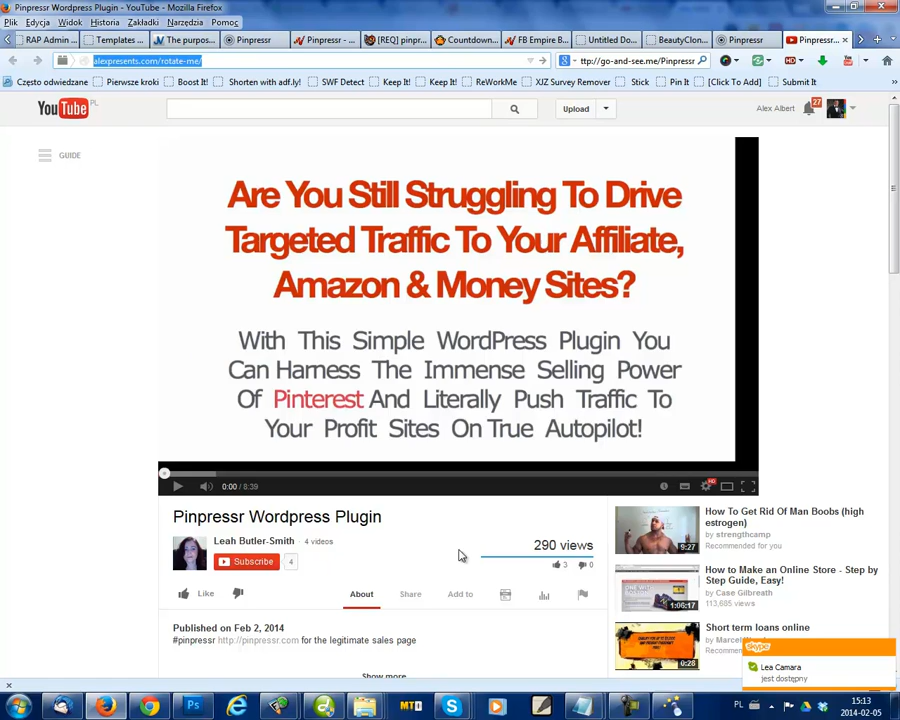 Pinpressr Wordpress Plugin - YouTube - Mozilla Firefox
Plik Edycja Widok Historia Zakładki Narzędzia Pomoc
RAP Admin ... Templates ... The purpos... Pinpressr Pinpressr - ... [REQ] pinpr... Countdown... FB Empire B... Untitled Do... BeautyClon... Pinpressr Pinpressr...
alexpresents.com/rotate-me/ ttp://go-and-see.me/Pinpressr
Często odwiedzane Pierwsze kroki Boost It! Shorten with adf.ly! SWF Detect Keep It! Keep It! ReWorkMe XJZ Survey Remover Stick Pin It [Click To Add] Submit It
YouTube PL Upload Alex Albert 27
GUIDE
Are You Still Struggling To Drive
Targeted Traffic To Your Affiliate,
Amazon & Money Sites?
With This Simple WordPress Plugin You
Can Harness The Immense Selling Power
Of Pinterest And Literally Push Traffic To
Your Profit Sites On True Autopilot!
0:00 / 8:39 HD
Pinpressr Wordpress Plugin
Leah Butler-Smith · 4 videos
Subscribe 4
290 views
3 0
Like About Share Add to
Published on Feb 2, 2014
#pinpressr http://pinpressr.com for the legitimate sales page
Show more
How To Get Rid Of Man Boobs (high
estrogen)
by strengthcamp
Recommended for you
9:27
How to Make an Online Store - Step by
Step Guide, Easy!
by Case Gilbreath
113,685 views
1:06:17
Short term loans online
by Marcel
Recomm
0:28
skype
Lea Camara
jest dostępny
MTD
PL
15:13
2014-02-05